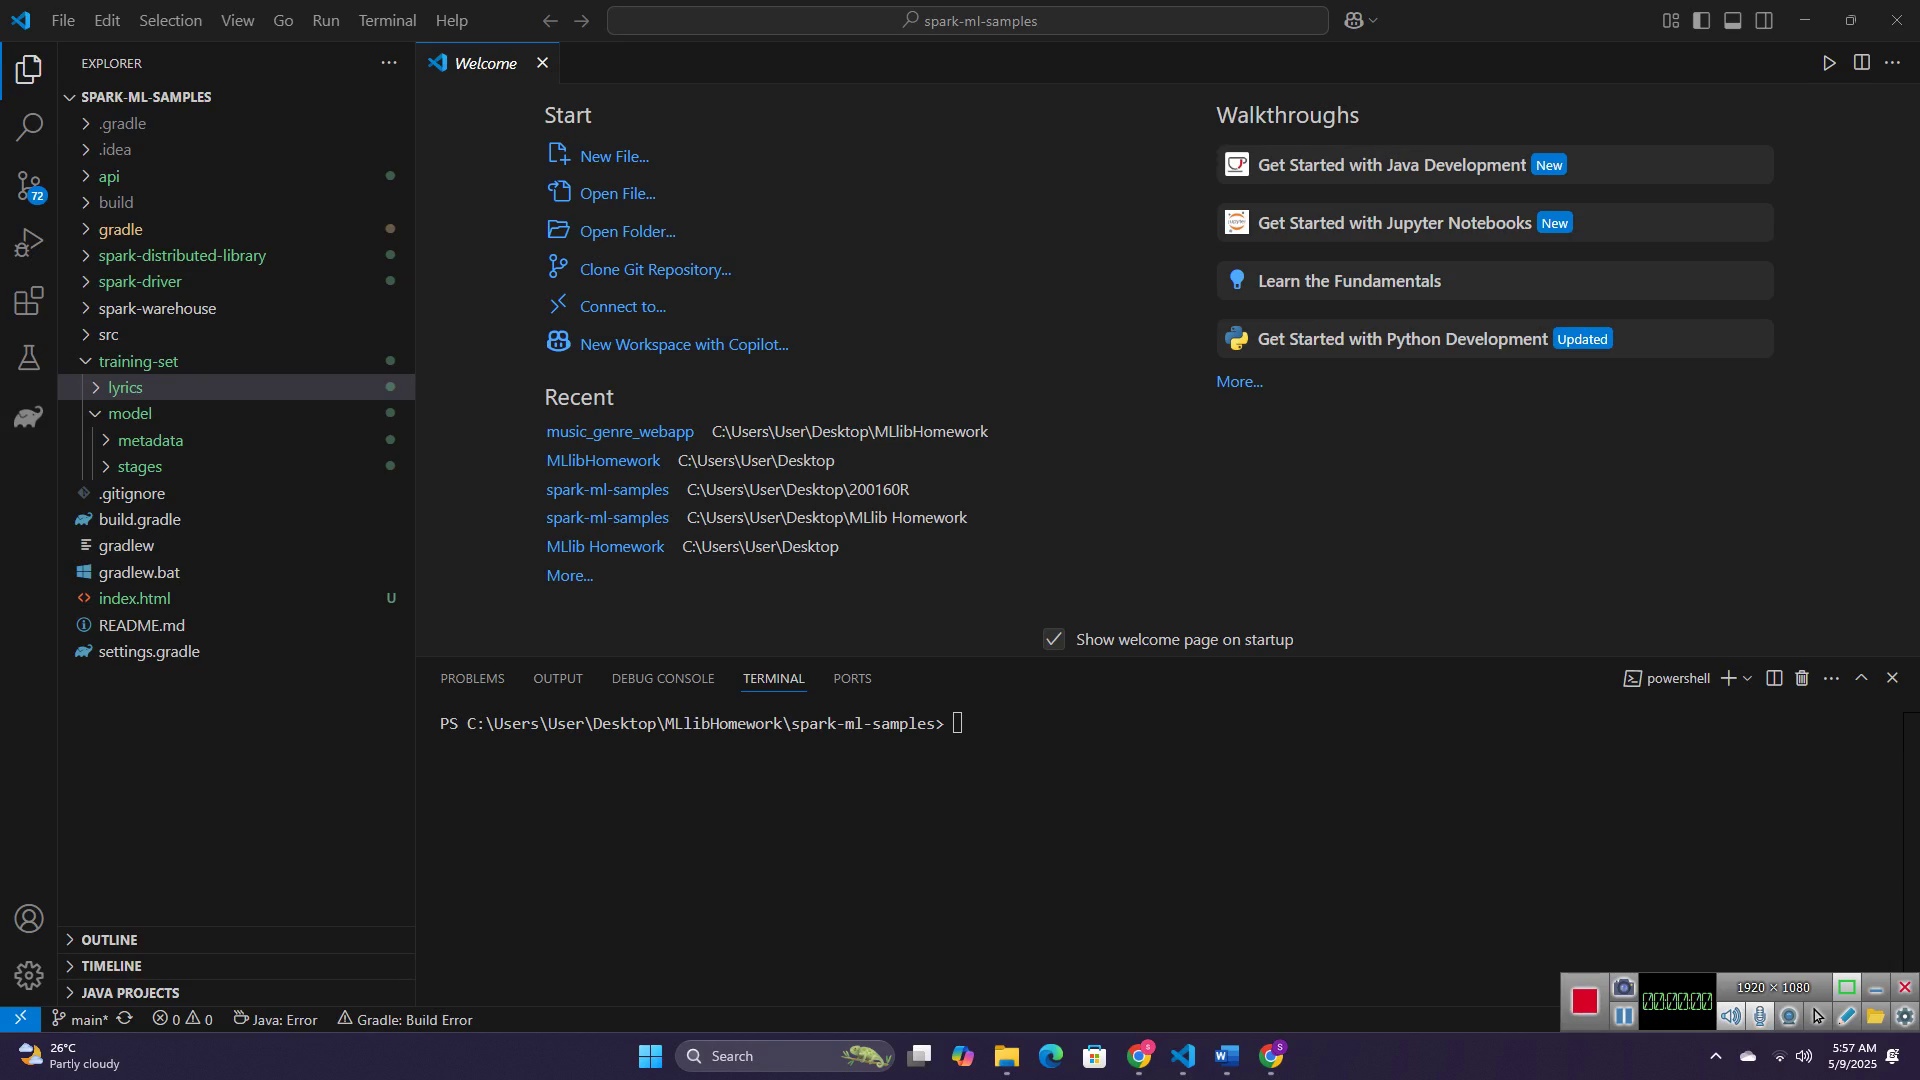 File Edit Selection View Go Run Terminal Help
spark-ml-samples
EXPLORER
Welcome
SPARK-ML-SAMPLES
.gradle
.idea
api
build
gradle
spark-distributed-library
spark-driver
spark-warehouse
src
training-set
lyrics
model
metadata
stages
.gitignore
build.gradle
gradlew
gradlew.bat
index.html U
README.md
settings.gradle
OUTLINE
TIMELINE
JAVA PROJECTS
72
Start
New File...
Open File...
Open Folder...
Clone Git Repository...
Connect to...
New Workspace with Copilot...
Recent
music_genre_webapp C:\Users\User\Desktop\MLlibHomework
MLlibHomework C:\Users\User\Desktop
spark-ml-samples C:\Users\User\Desktop\200160R
spark-ml-samples C:\Users\User\Desktop\MLlib Homework
MLlib Homework C:\Users\User\Desktop
More...
Walkthroughs
Get Started with Java Development New
Get Started with Jupyter Notebooks New
Learn the Fundamentals
Get Started with Python Development Updated
More...
Show welcome page on startup
PROBLEMS OUTPUT DEBUG CONSOLE TERMINAL PORTS
powershell
PS C:\Users\User\Desktop\MLlibHomework\spark-ml-samples>
1920 × 1080
00:00:00
main* 0 0 Java: Error Gradle: Build Error
26°C
Partly cloudy
Search
5:57 AM
5/9/2025